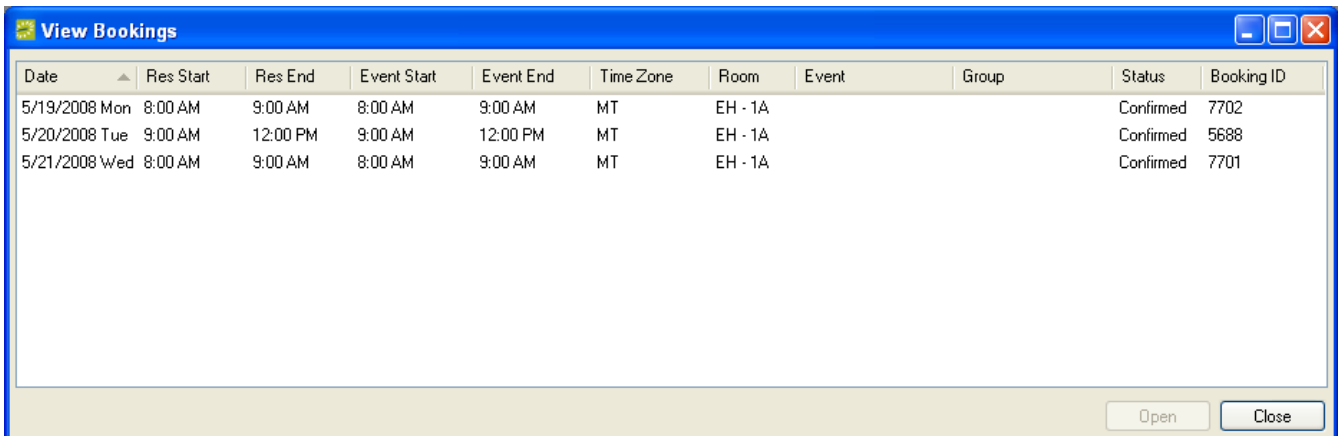 View Bookings
Date Res Start Res End Event Start Event End Time Zone Room Event Group Status Booking ID
5/19/2008 Mon 8:00 AM 9:00 AM 8:00 AM 9:00 AM MT EH - 1A Confirmed 7702
5/20/2008 Tue 9:00 AM 12:00 PM 9:00 AM 12:00 PM MT EH - 1A Confirmed 5688
5/21/2008 Wed 8:00 AM 9:00 AM 8:00 AM 9:00 AM MT EH - 1A Confirmed 7701
Open Close